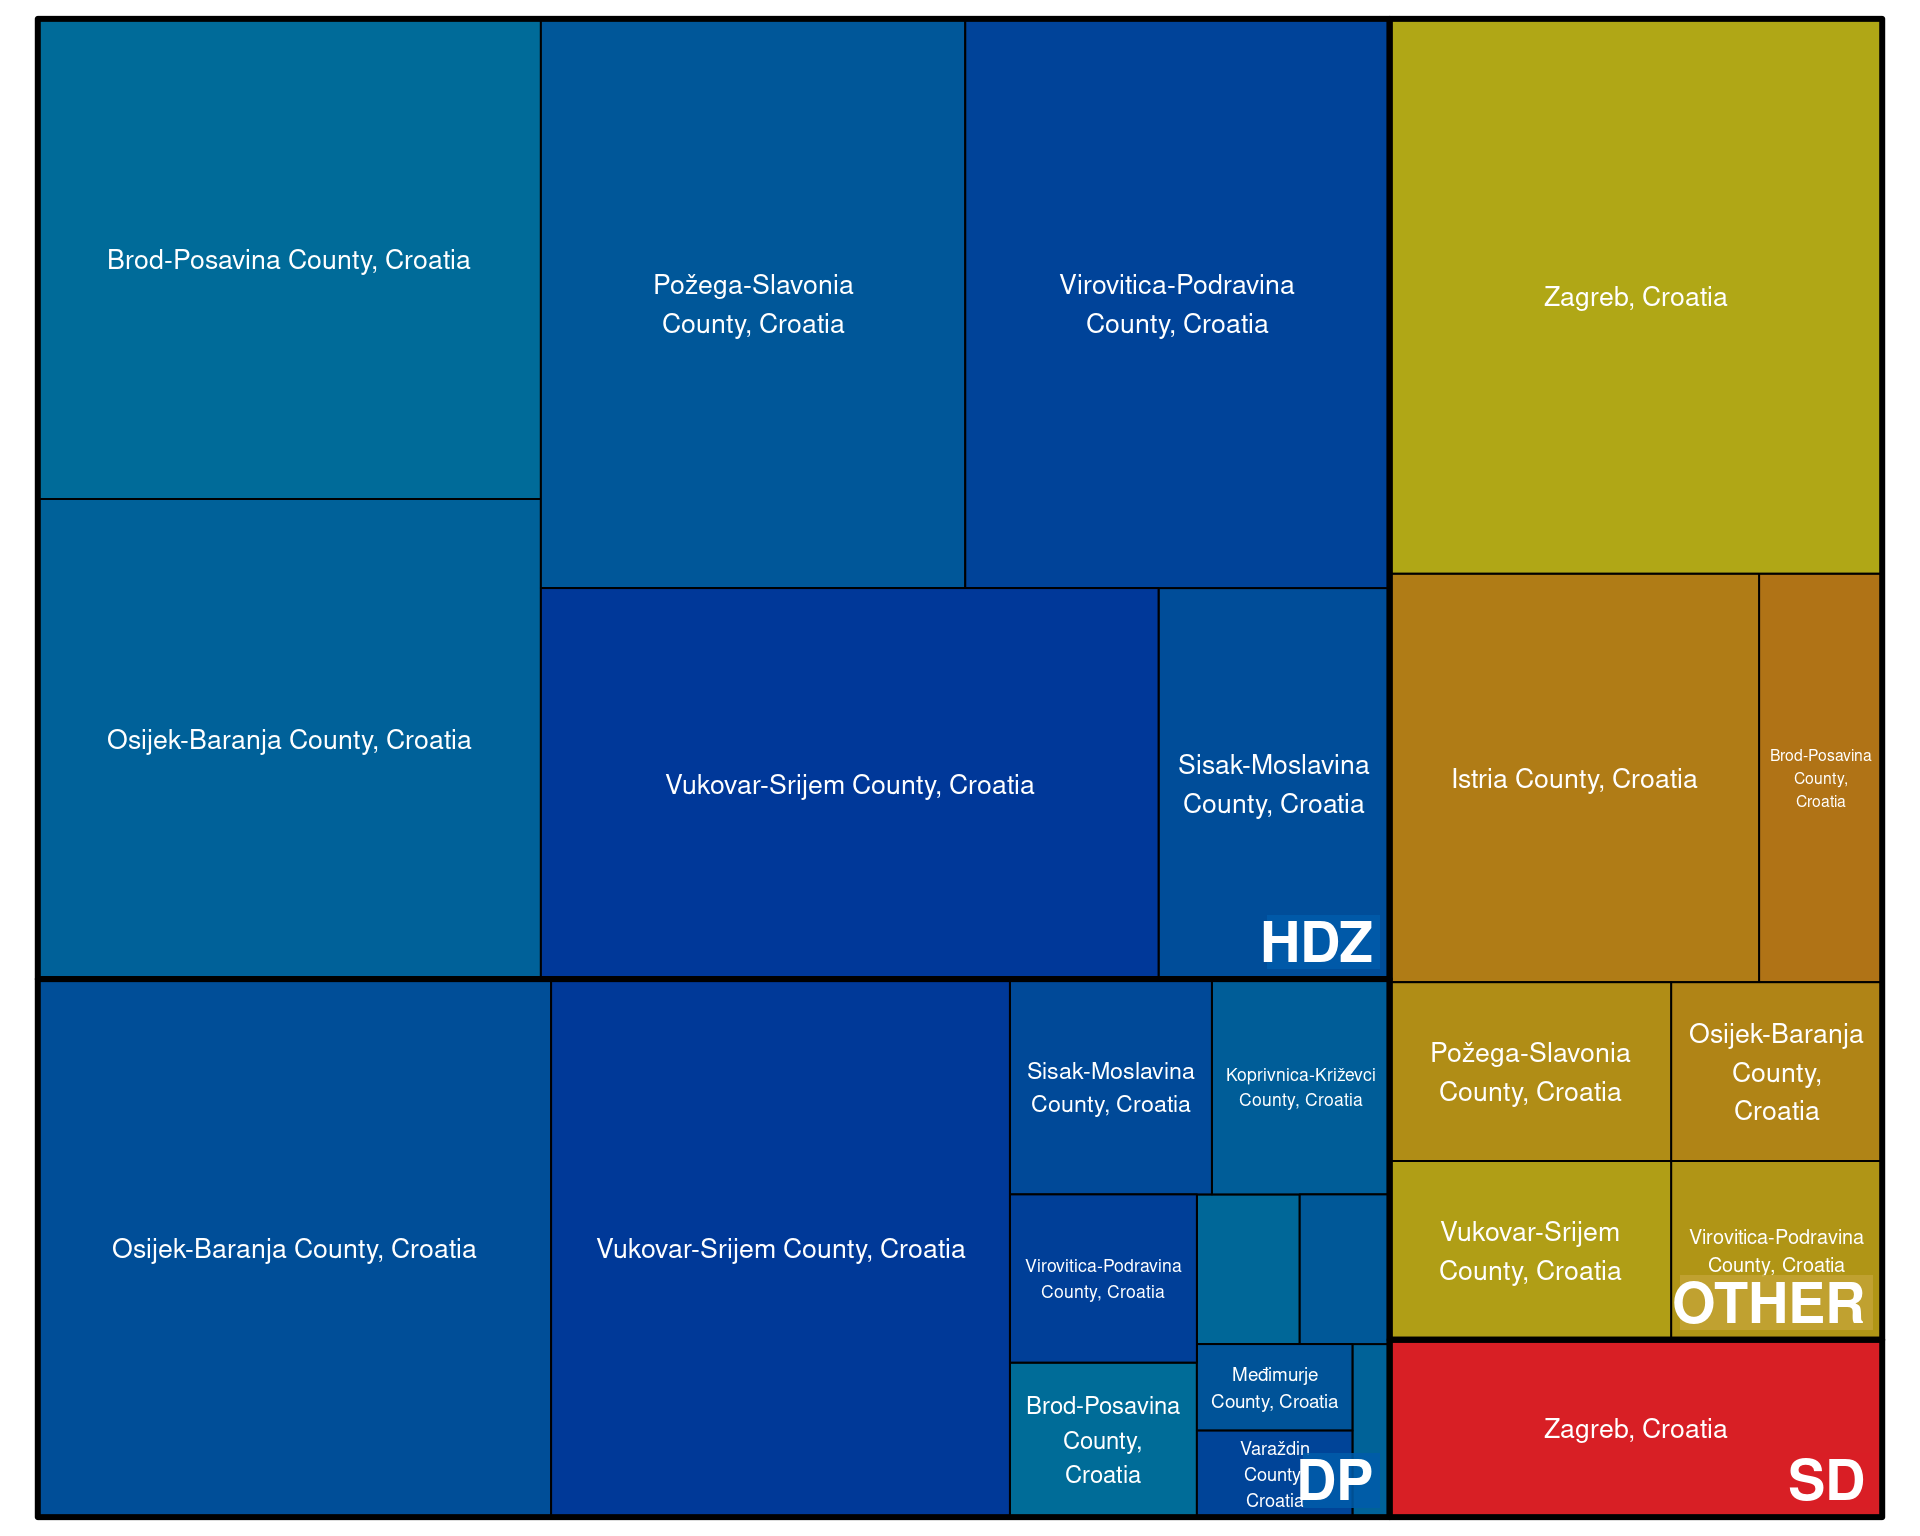 Brod-Posavina County, Croatia
Požega-Slavonia
County, Croatia
Virovitica-Podravina
County, Croatia
Osijek-Baranja County, Croatia
Vukovar-Srijem County, Croatia
Sisak-Moslavina
County, Croatia
HDZ
Zagreb, Croatia
Istria County, Croatia
Brod-Posavina
County,
Croatia
Požega-Slavonia
County, Croatia
Osijek-Baranja
County,
Croatia
Vukovar-Srijem
County, Croatia
Virovitica-Podravina
County, Croatia
OTHER
Osijek-Baranja County, Croatia
Vukovar-Srijem County, Croatia
Sisak-Moslavina
County, Croatia
Koprivnica-Križevci
County, Croatia
Virovitica-Podravina
County, Croatia
Brod-Posavina
County,
Croatia
Međimurje
County, Croatia
Varaždin
County,
Croatia
DP
Zagreb, Croatia
SD